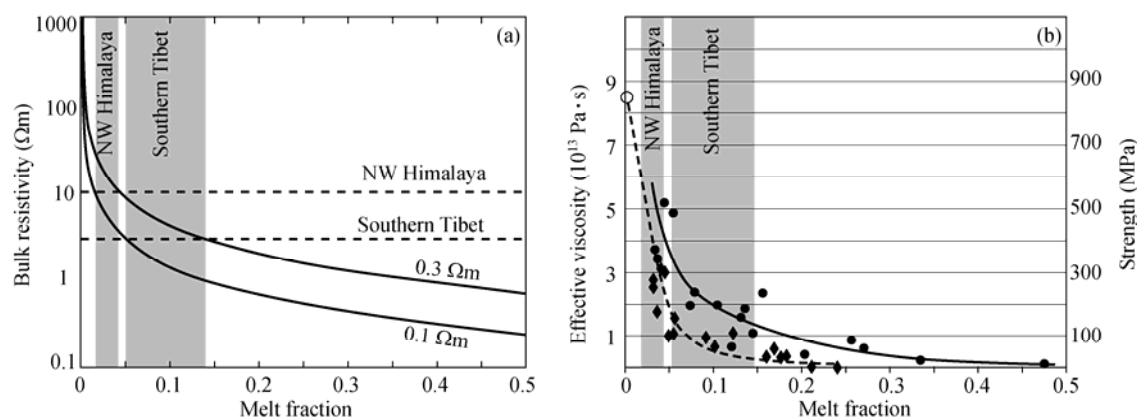 (a)
Bulk resistivity (Ωm)
1000
100
10
1
0.1
NW Himalaya
Southern Tibet
NW Himalaya
Southern Tibet
0.3 Ωm
0.1 Ωm
0 0.1 0.2 0.3 0.4 0.5
Melt fraction
(b)
Effective viscosity (10¹³ Pa·s)
9
7
5
3
1
NW Himalaya
Southern Tibet
900
700
500
300
100
Strength (MPa)
0 0.1 0.2 0.3 0.4 0.5
Melt fraction